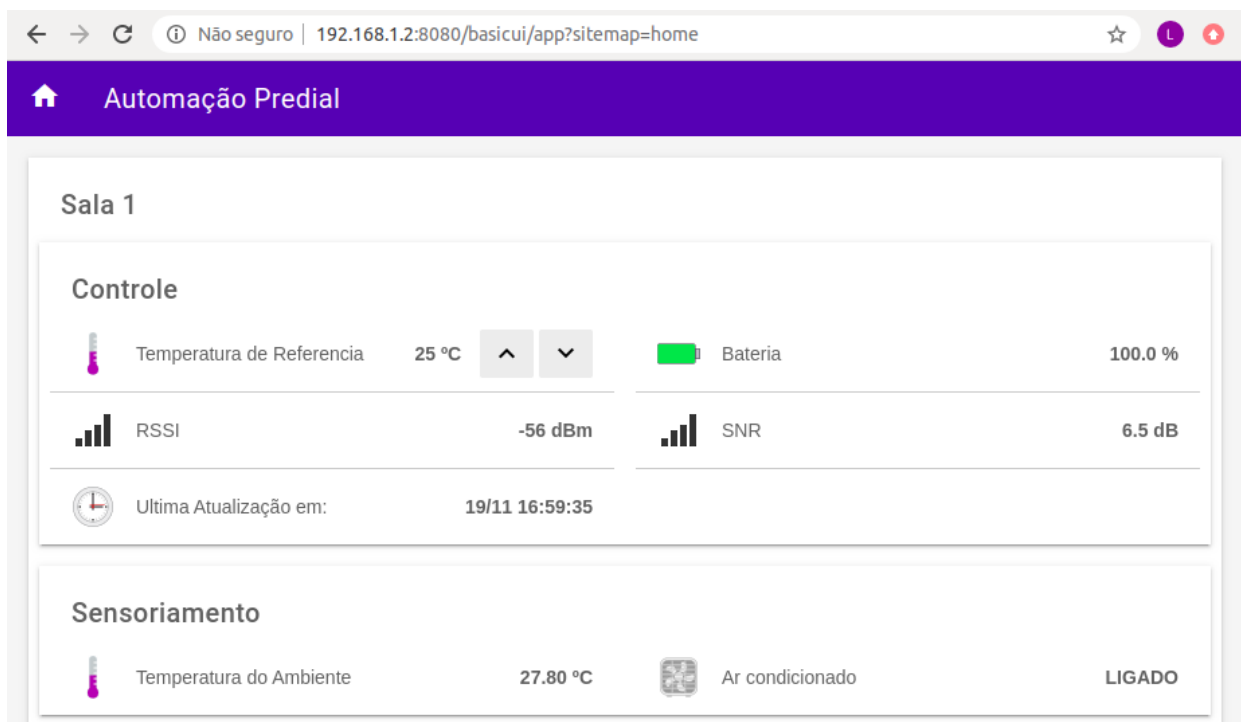 Não seguro | 192.168.1.2:8080/basicui/app?sitemap=home
L
Automação Predial
Sala 1
Controle
Temperatura de Referencia 25 ºC Bateria 100.0 %
RSSI -56 dBm SNR 6.5 dB
Ultima Atualização em: 19/11 16:59:35
Sensoriamento
Temperatura do Ambiente 27.80 ºC Ar condicionado LIGADO